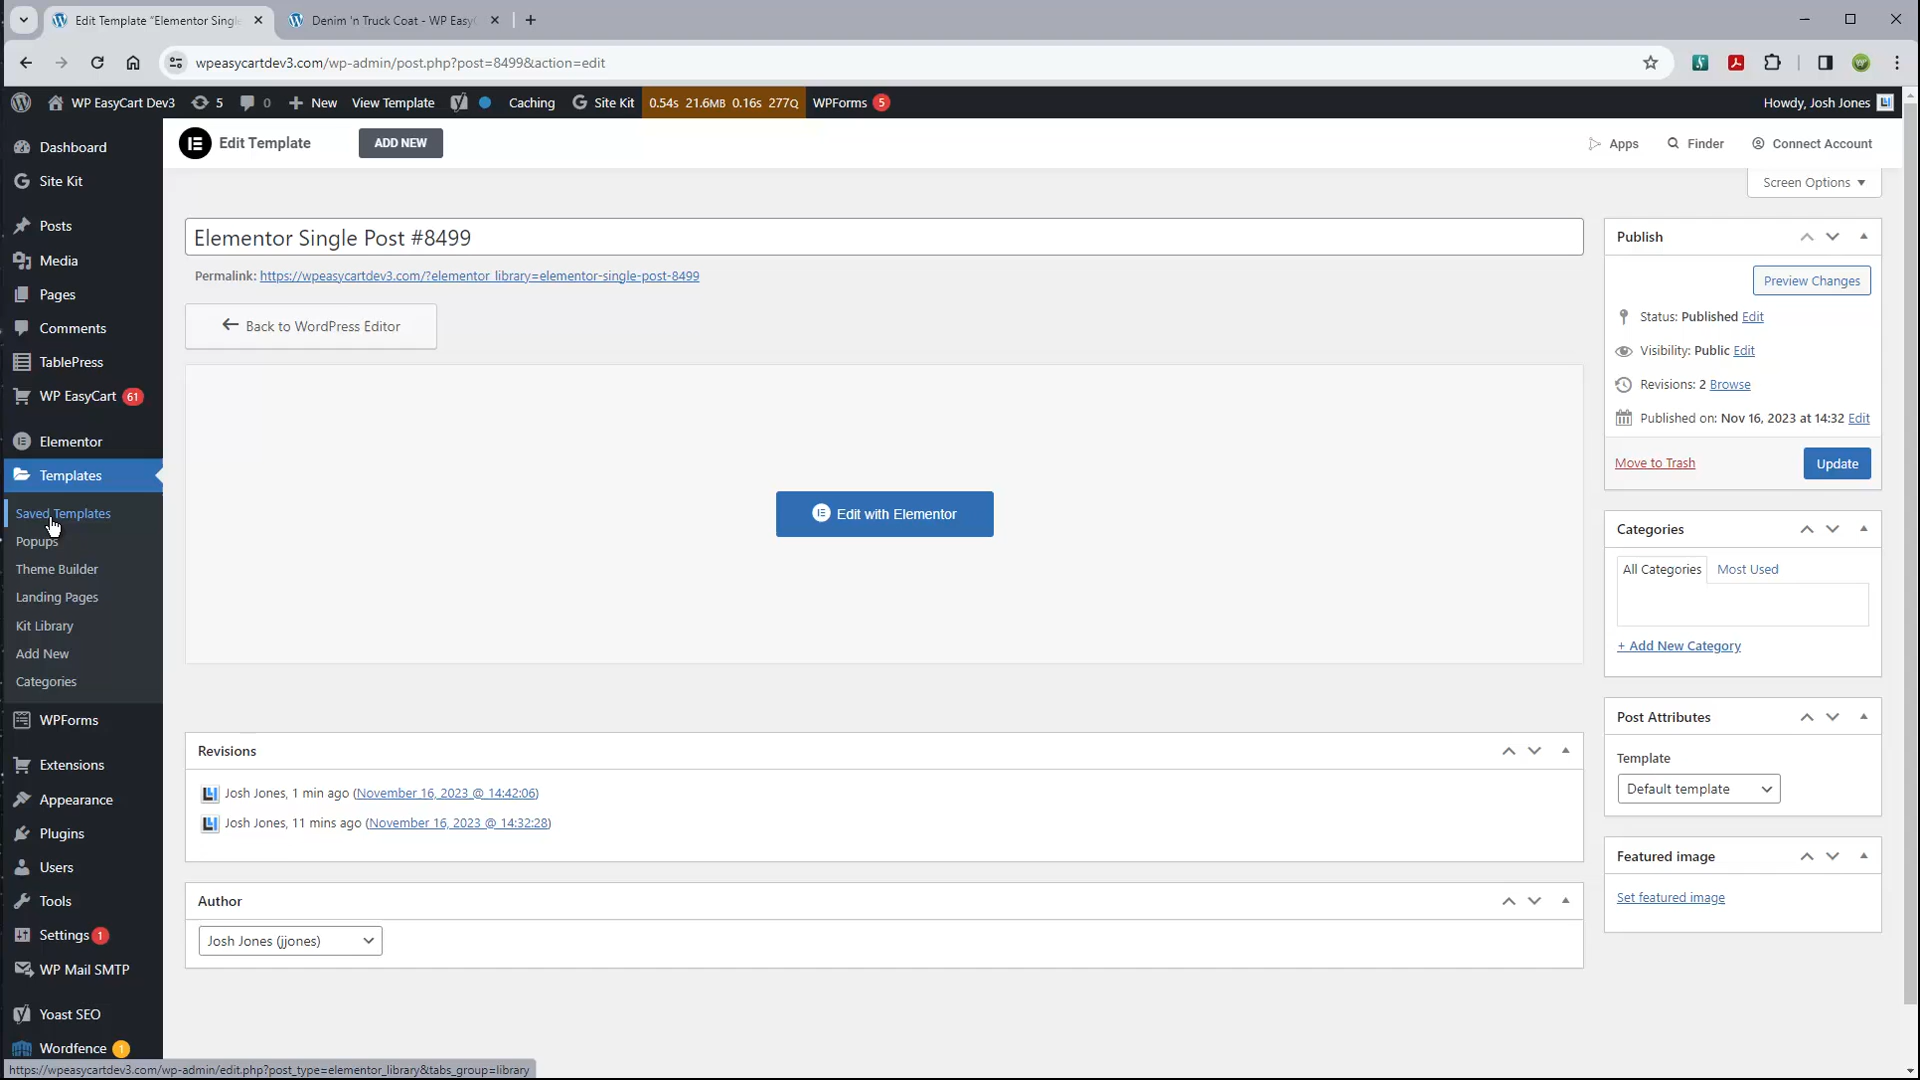 Edit Template "Elementor Single
Denim 'n Truck Coat - WP Easy
wpeasycartdev3.com/wp-admin/post.php?post=8499&action=edit
WP EasyCart Dev3 5 0 New View Template Caching Site Kit 0.54s 21.6MB 0.16s 277Q WPForms 5 Howdy, Josh Jones
Edit Template ADD NEW Apps Finder Connect Account
Screen Options
Dashboard
Site Kit
Posts
Media
Pages
Comments
TablePress
WP EasyCart 61
Elementor
Templates
Saved Templates
Popups
Theme Builder
Landing Pages
Kit Library
Add New
Categories
WPForms
Extensions
Appearance
Plugins
Users
Tools
Settings 1
WP Mail SMTP
Yoast SEO
Wordfence 1
Elementor Single Post #8499
Permalink: https://wpeasycartdev3.com/?elementor_library=elementor-single-post-8499
Back to WordPress Editor
Edit with Elementor
Revisions
Josh Jones, 1 min ago (November 16, 2023 @ 14:42:06)
Josh Jones, 11 mins ago (November 16, 2023 @ 14:32:28)
Author
Josh Jones (jjones)
Publish
Preview Changes
Status: Published Edit
Visibility: Public Edit
Revisions: 2 Browse
Published on: Nov 16, 2023 at 14:32 Edit
Move to Trash Update
Categories
All Categories Most Used
+ Add New Category
Post Attributes
Template
Default template
Featured image
Set featured image
https://wpeasycartdev3.com/wp-admin/edit.php?post_type=elementor_library&tabs_group=library